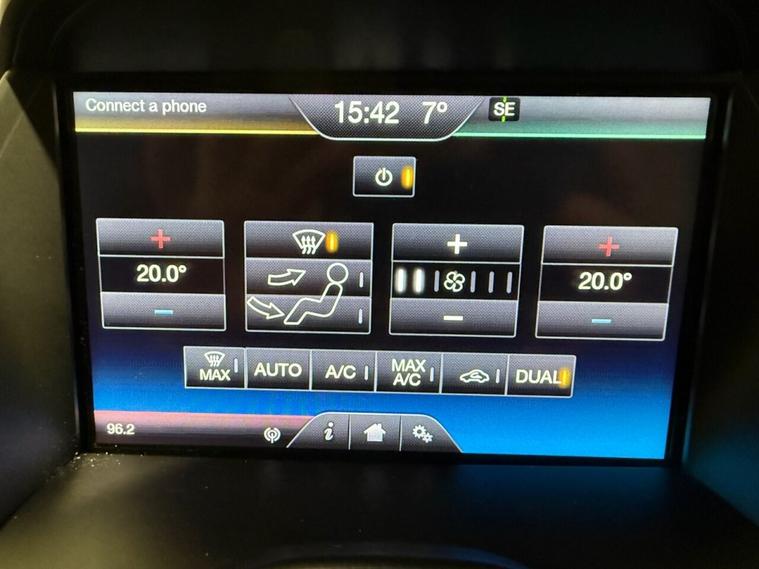 Connect a phone
15:42 7° SE
20.0°
20.0°
MAX
AUTO
A/C
MAX
A/C
DUAL
96.2
i